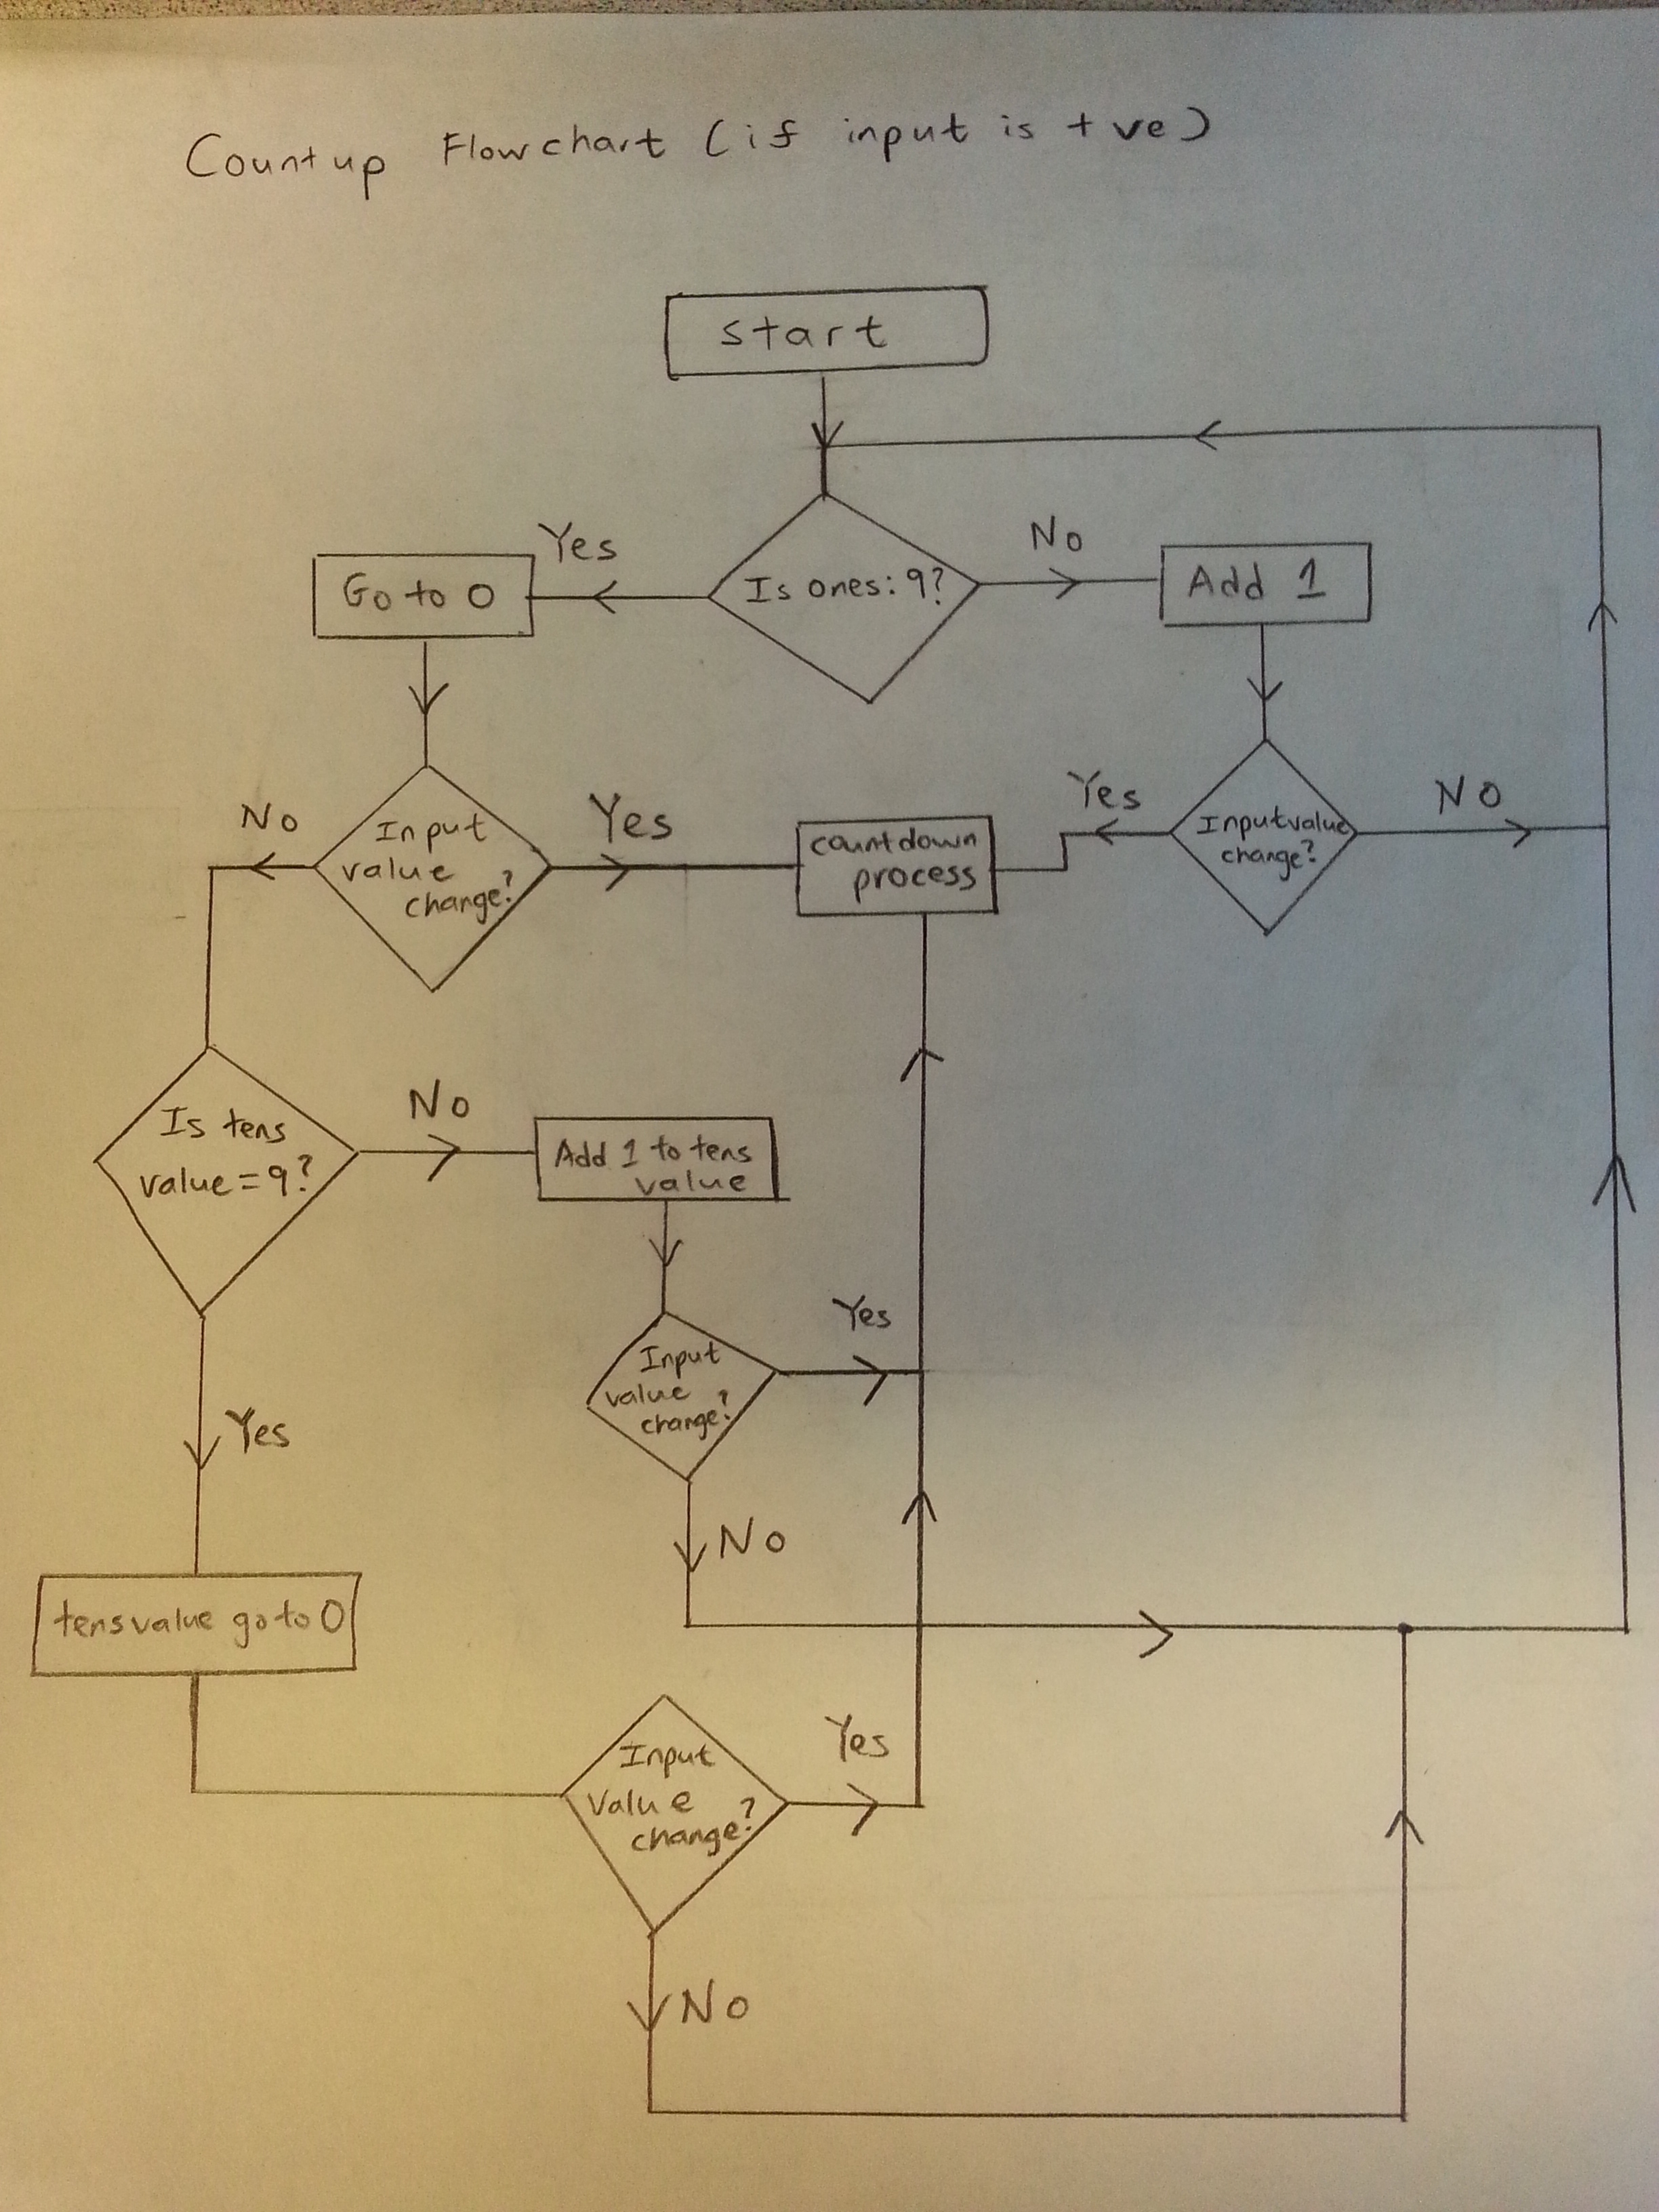 Countup Flowchart (if input is +ve)
start
Yes
No
Go to 0
Is ones: 9?
Add 1
No
Input
value
change?
Yes
countdown
process
Yes
Input value
change?
NO
Is tens
value=9?
No
Add 1 to tens
value
Yes
Input
value
change?
Yes
No
tens value go to 0
Input
Value
change?
Yes
No